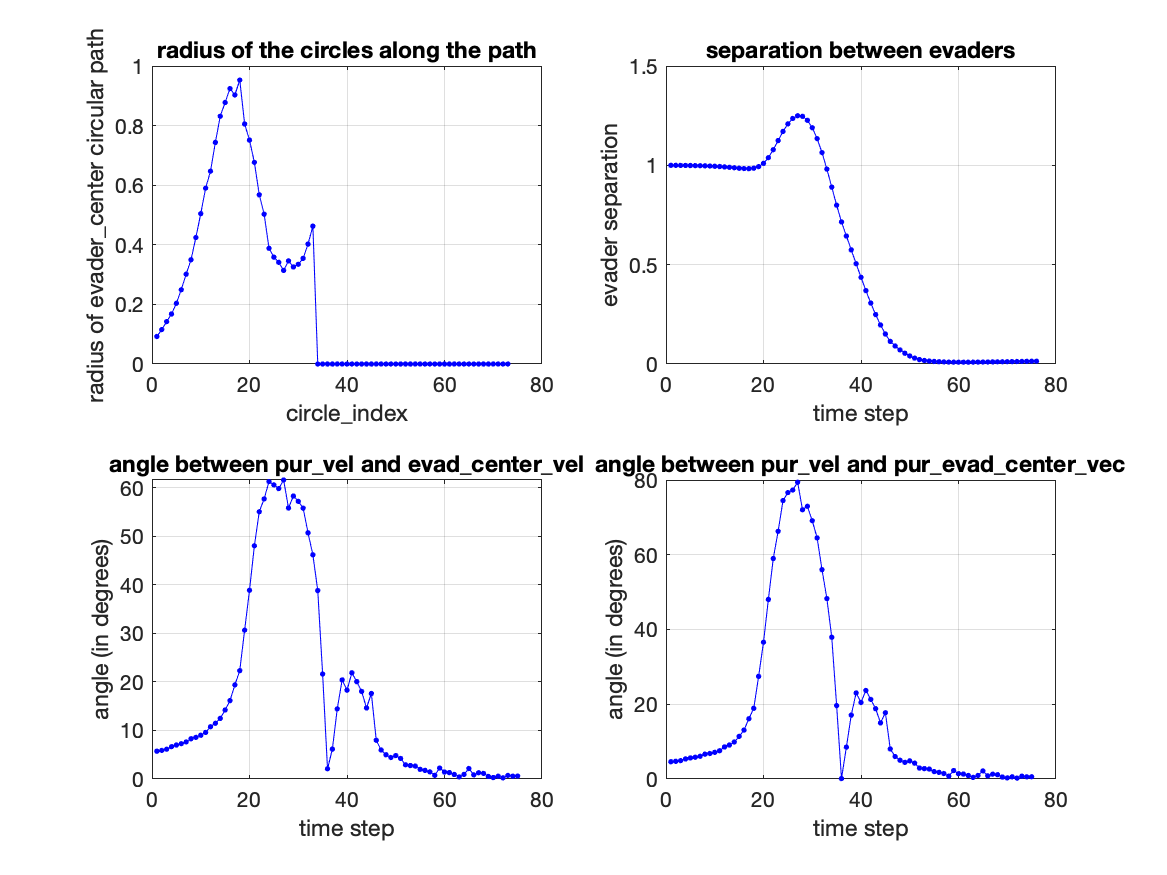 radius of the circles along the path
radius of evader_center circular path
1
0.8
0.6
0.4
0.2
0
0 20 40 60 80
circle_index
separation between evaders
evader separation
1.5
1
0.5
0
0 20 40 60 80
time step
angle between pur_vel and evad_center_vel
angle (in degrees)
60
50
40
30
20
10
0
0 20 40 60 80
time step
angle between pur_vel and pur_evad_center_vec
angle (in degrees)
80
60
40
20
0
0 20 40 60 80
time step